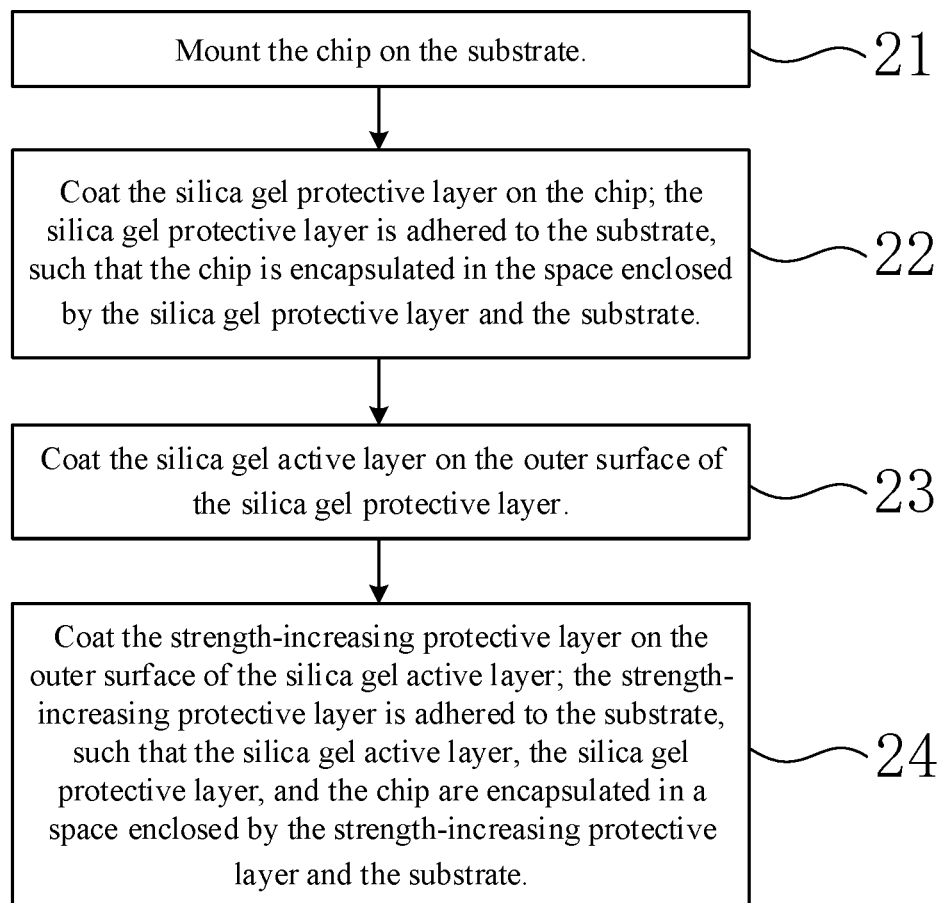 Mount the chip on the substrate.
21
Coat the silica gel protective layer on the chip; the
silica gel protective layer is adhered to the substrate,
such that the chip is encapsulated in the space enclosed
by the silica gel protective layer and the substrate.
22
Coat the silica gel active layer on the outer surface of
the silica gel protective layer.
23
Coat the strength-increasing protective layer on the
outer surface of the silica gel active layer; the strength-
increasing protective layer is adhered to the substrate,
such that the silica gel active layer, the silica gel
protective layer, and the chip are encapsulated in a
space enclosed by the strength-increasing protective
layer and the substrate.
24